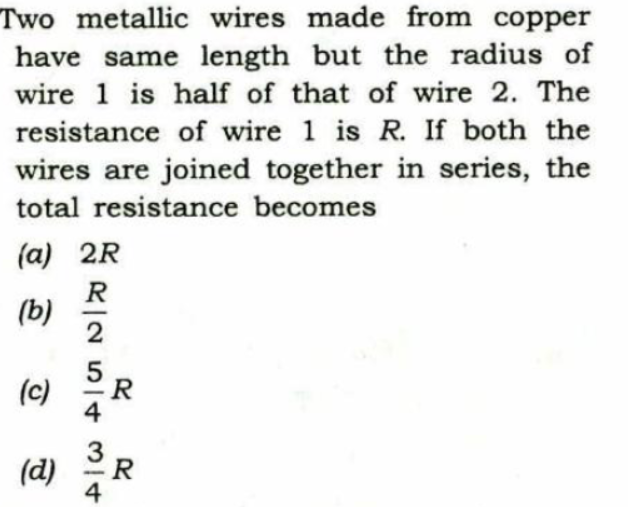 Two metallic wires made from copper
have same length but the radius of
wire 1 is half of that of wire 2. The
resistance of wire 1 is R. If both the
wires are joined together in series, the
total resistance becomes
(a) 2R
(b) R/2
(c) 5/4 R
(d) 3/4 R